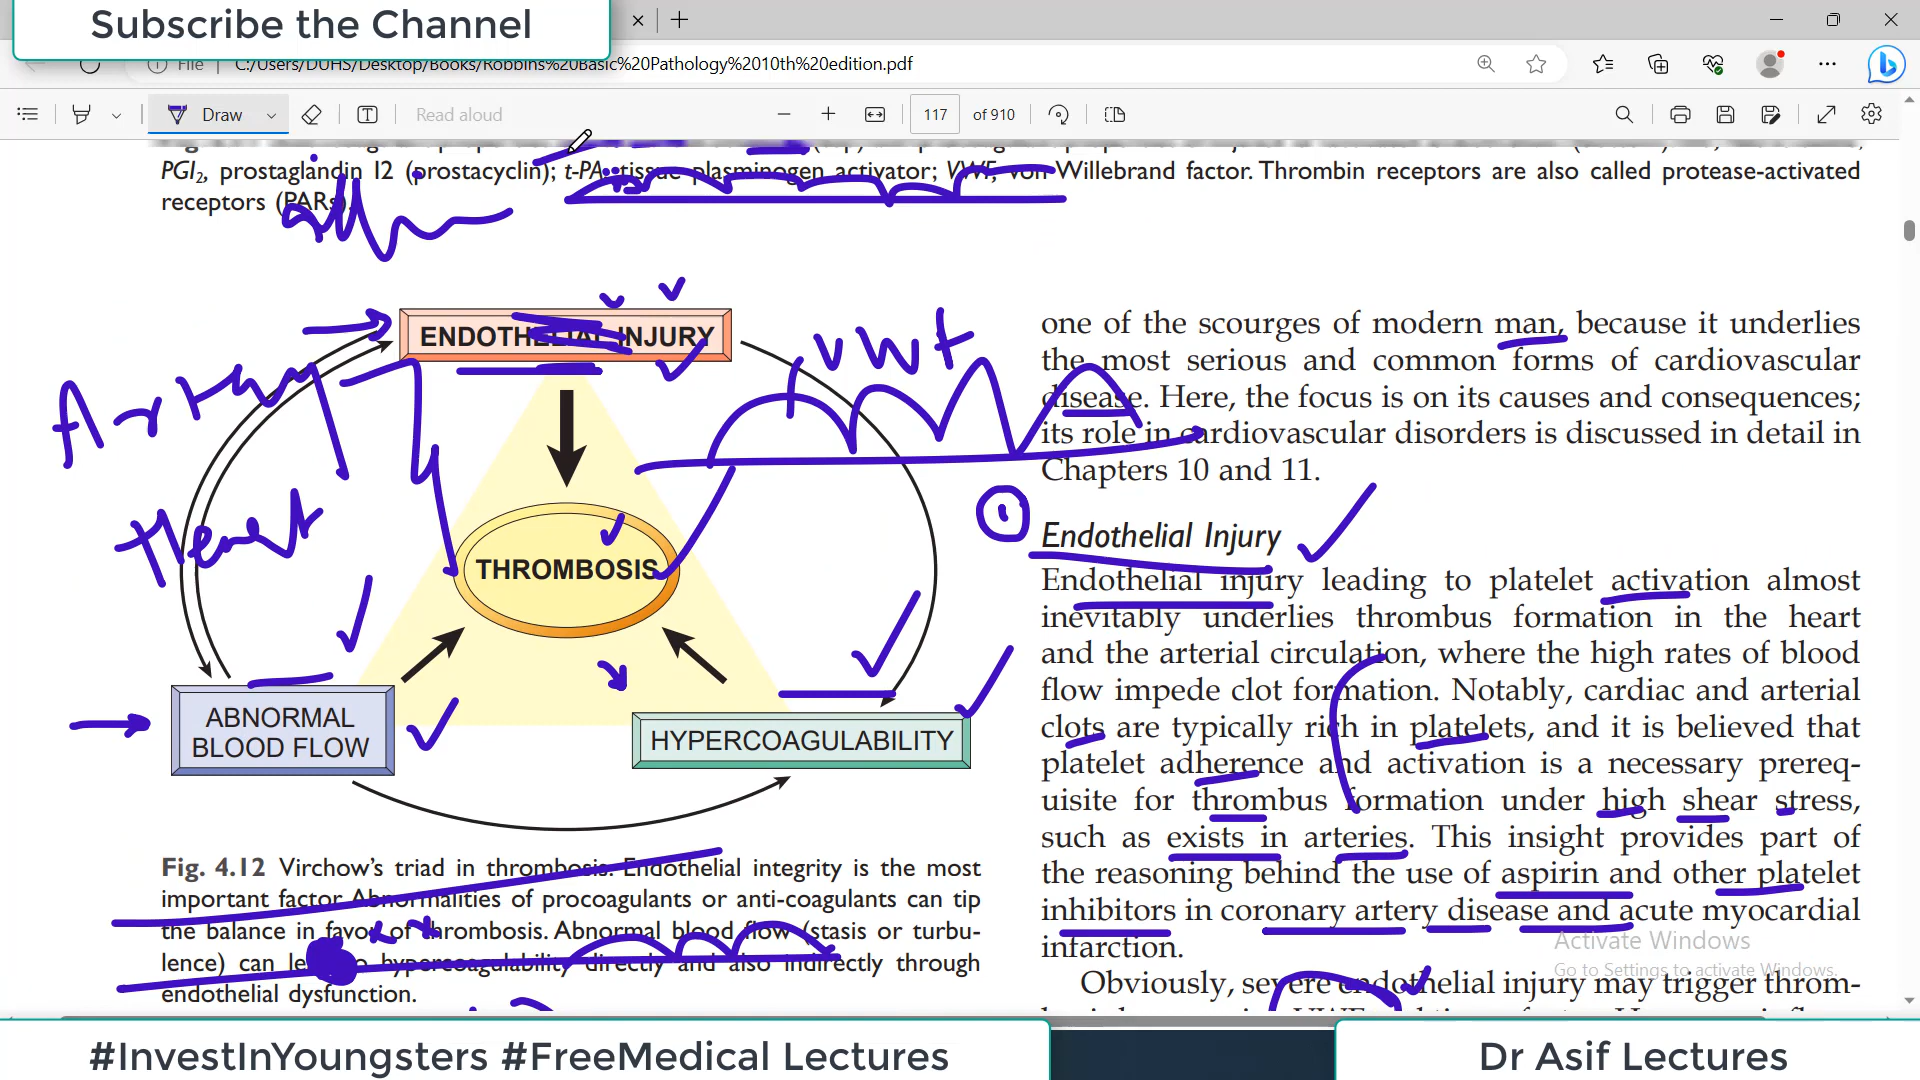 Subscribe the Channel
File
C:/Users/DUHS/Desktop/Books/Robbins%20Basic%20Pathology%2010th%20edition.pdf
Draw
Read aloud
117
of 910
PGI2, prostaglandin I2 (prostacyclin); t-PA, tissue plasminogen activator; VWF, von Willebrand factor. Thrombin receptors are also called protease-activated
receptors (PARs).
ENDOTHELIAL INJURY
THROMBOSIS
ABNORMAL
BLOOD FLOW
HYPERCOAGULABILITY
Fig. 4.12 Virchow's triad in thrombosis. Endothelial integrity is the most
important factor. Abnormalities of procoagulants or anti-coagulants can tip
the balance in favor of thrombosis. Abnormal blood flow (stasis or turbu-
lence) can lead to hypercoagulability directly and also indirectly through
endothelial dysfunction.
one of the scourges of modern man, because it underlies
the most serious and common forms of cardiovascular
disease. Here, the focus is on its causes and consequences;
its role in cardiovascular disorders is discussed in detail in
Chapters 10 and 11.
Endothelial Injury
Endothelial injury leading to platelet activation almost
inevitably underlies thrombus formation in the heart
and the arterial circulation, where the high rates of blood
flow impede clot formation. Notably, cardiac and arterial
clots are typically rich in platelets, and it is believed that
platelet adherence and activation is a necessary prereq-
uisite for thrombus formation under high shear stress,
such as exists in arteries. This insight provides part of
the reasoning behind the use of aspirin and other platelet
inhibitors in coronary artery disease and acute myocardial
infarction.
Obviously, severe endothelial injury may trigger throm-
Activate Windows
Go to Settings to activate Windows.
#InvestInYoungsters #FreeMedical Lectures
Dr Asif Lectures